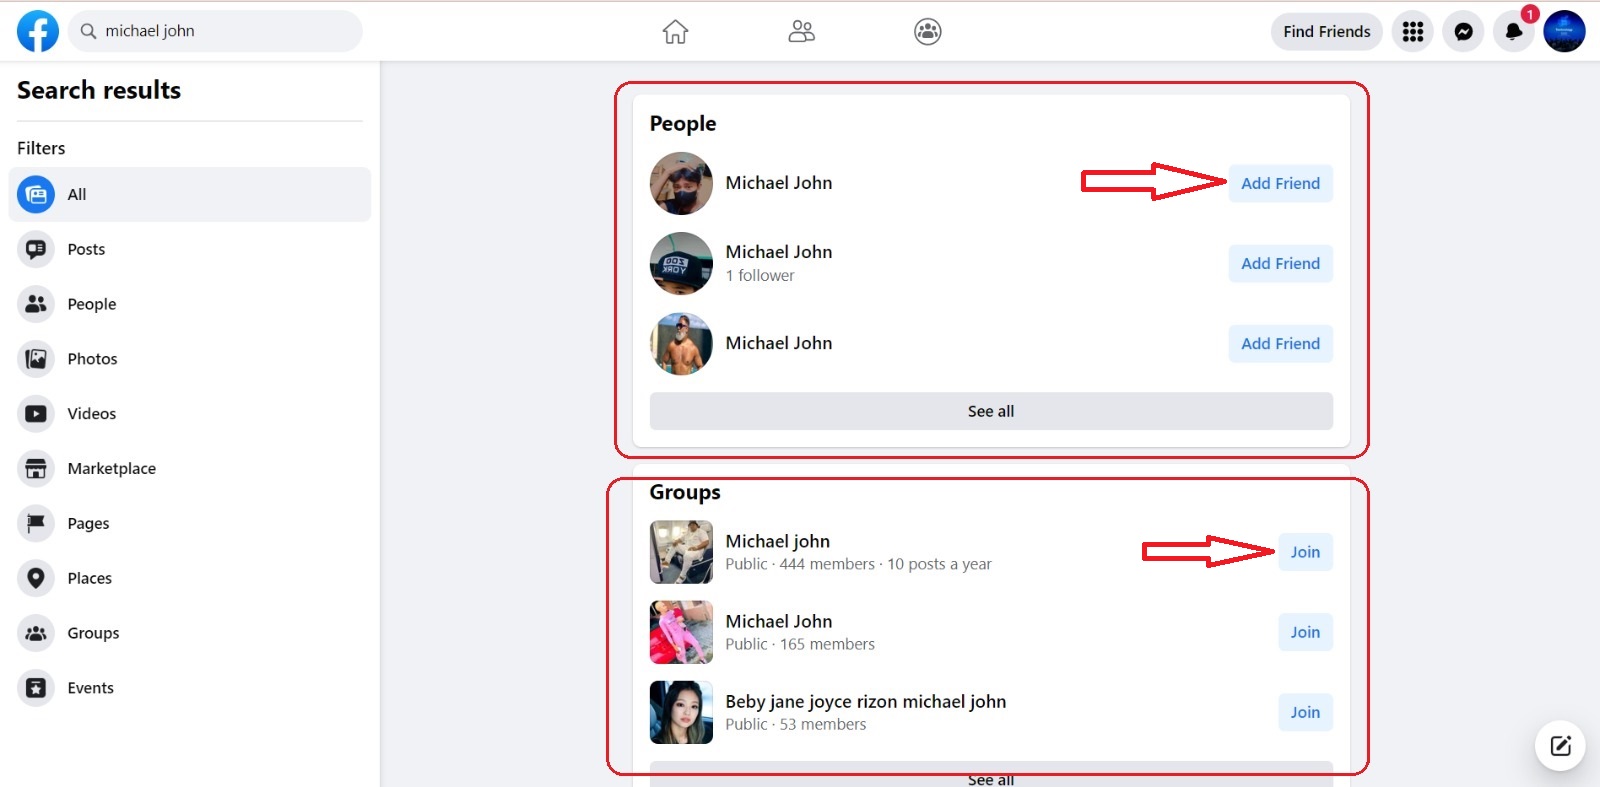 michael john
Find Friends
1
Search results
Filters
All
Posts
People
Photos
Videos
Marketplace
Pages
Places
Groups
Events
People
Michael John
Add Friend
Michael John
1 follower
Add Friend
Michael John
Add Friend
See all
Groups
Michael john
Public · 444 members · 10 posts a year
Join
Michael John
Public · 165 members
Join
Beby jane joyce rizon michael john
Public · 53 members
Join
See all